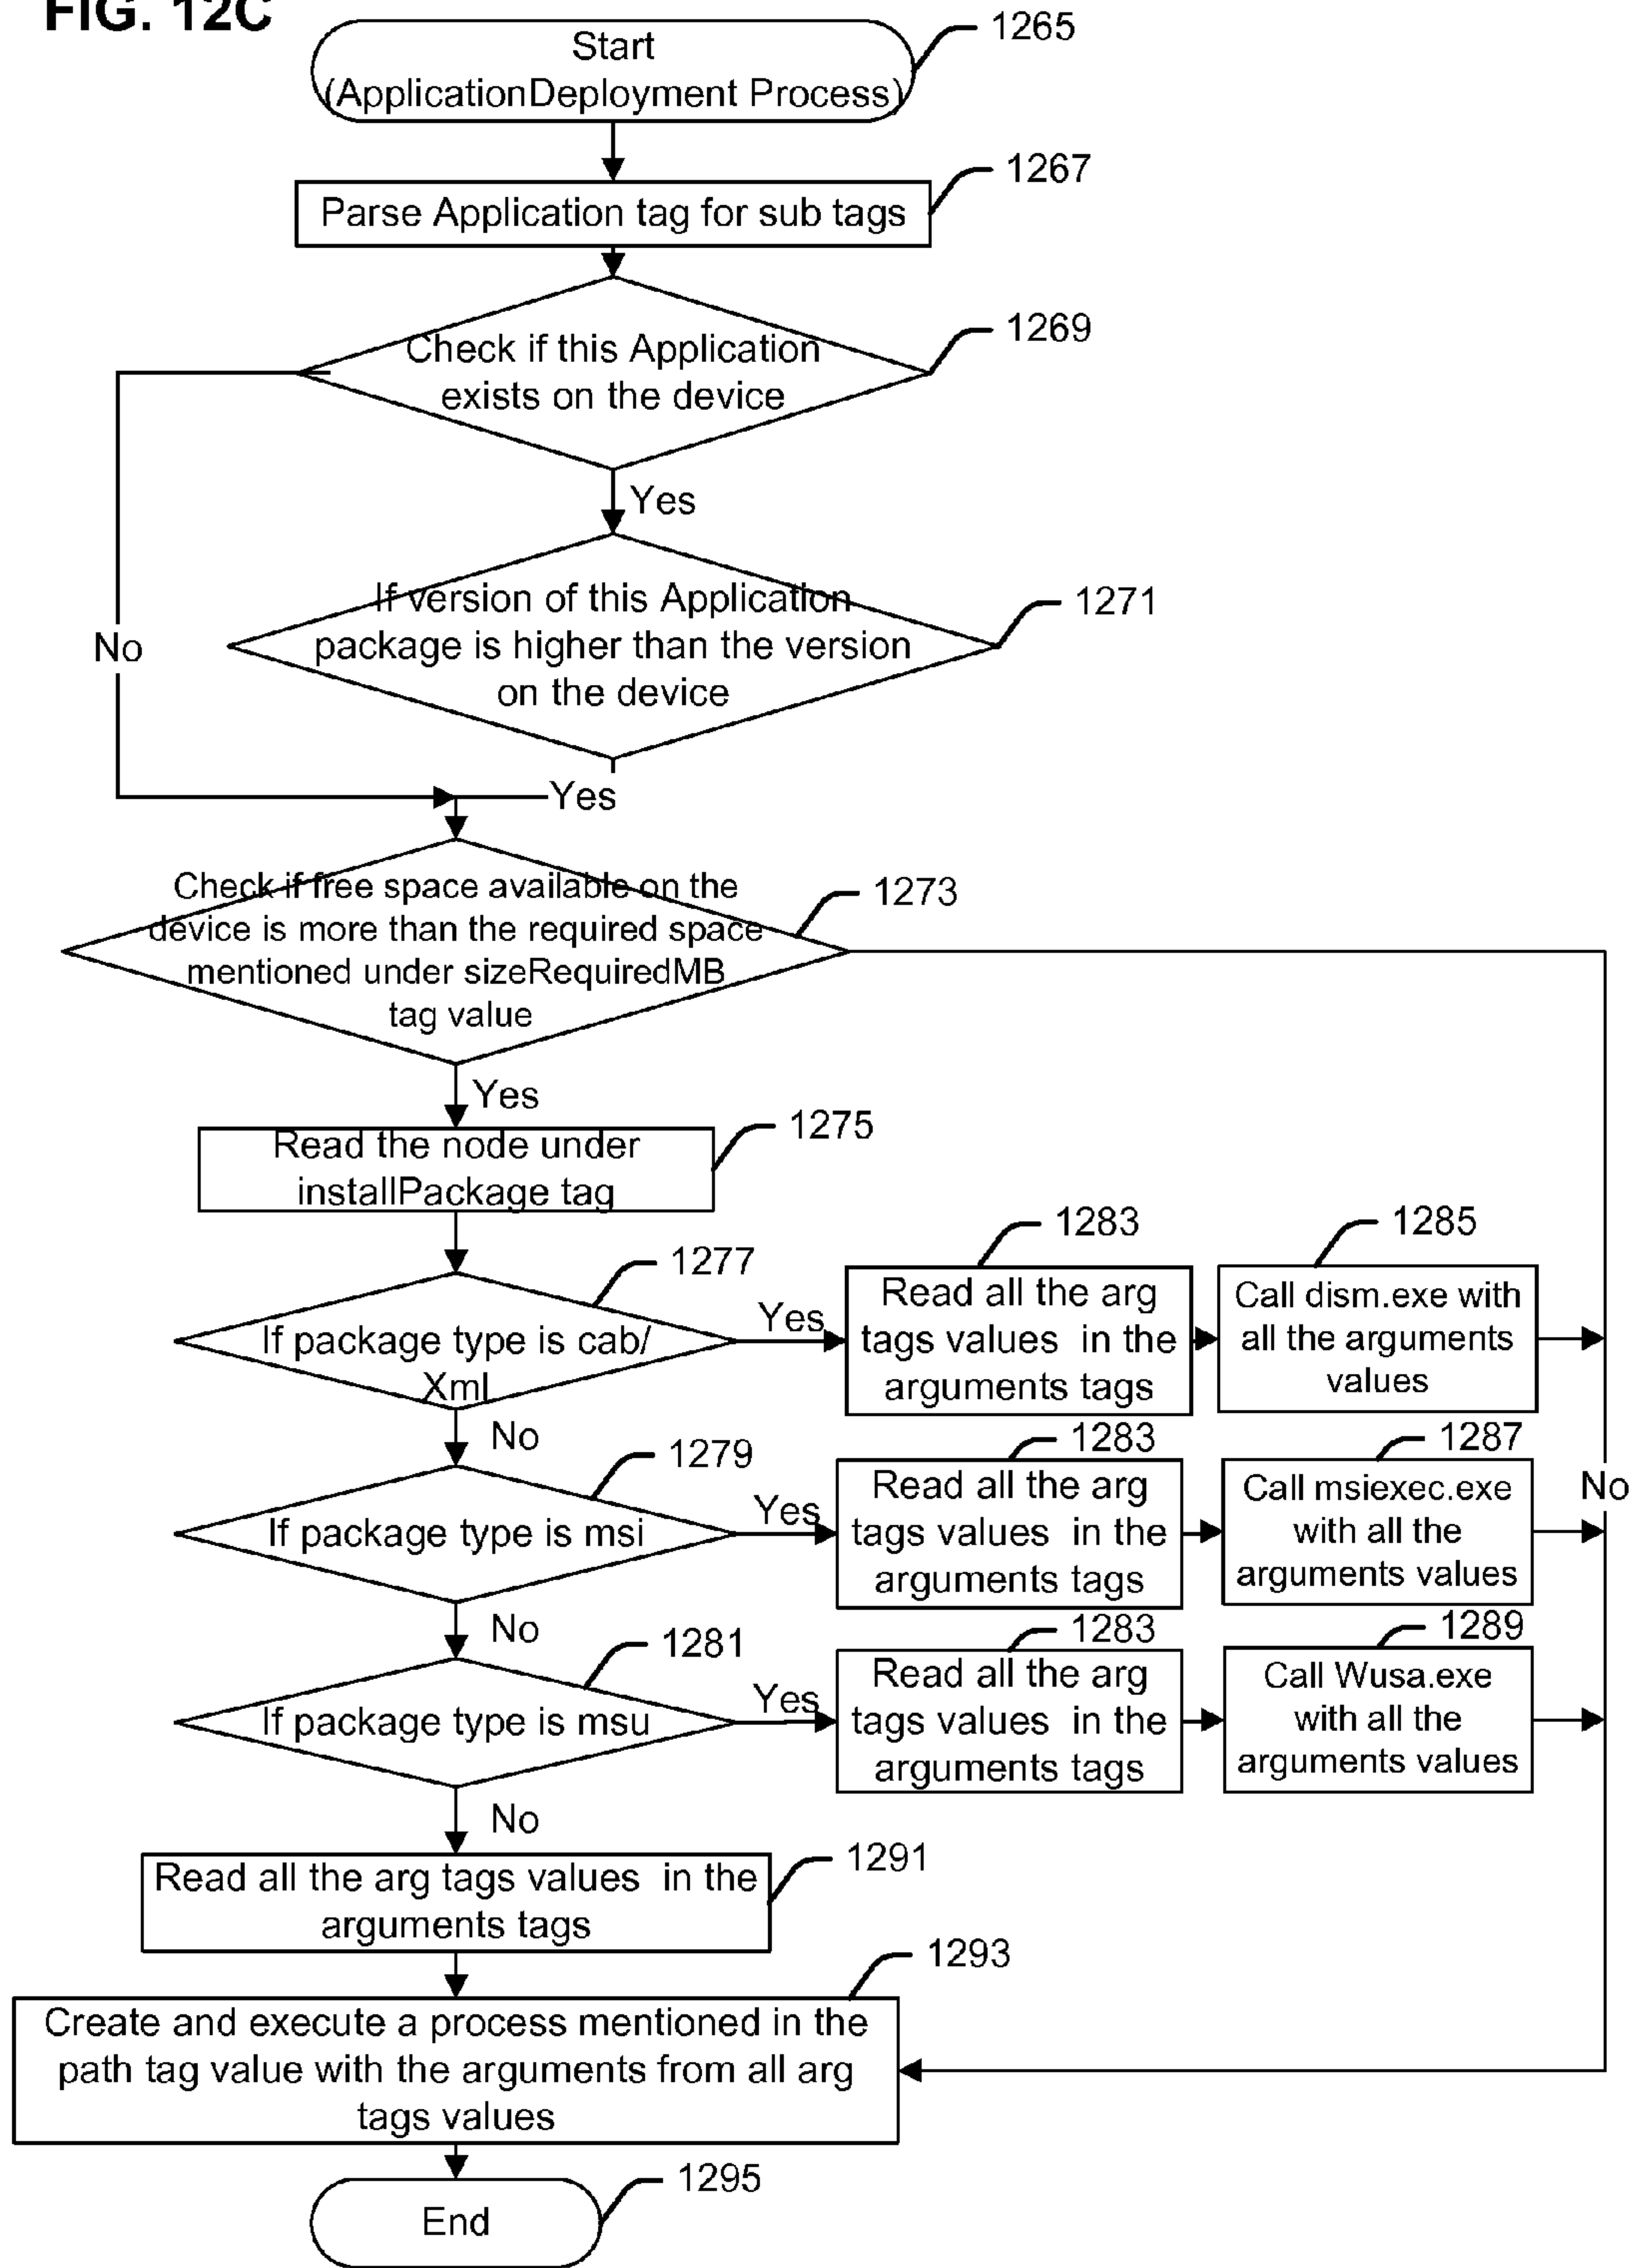 FIG. 12C
Start
(ApplicationDeployment Process)
1265
Parse Application tag for sub tags
1267
Check if this Application
exists on the device
1269
Yes
If version of this Application
package is higher than the version
on the device
1271
No
Yes
Check if free space available on the
device is more than the required space
mentioned under sizeRequiredMB
tag value
1273
Yes
Read the node under
installPackage tag
1275
If package type is cab/
Xml
1277
Yes
Read all the arg
tags values in the
arguments tags
1283
Call dism.exe with
all the arguments
values
1285
No
If package type is msi
1279
Yes
Read all the arg
tags values in the
arguments tags
1283
Call msiexec.exe
with all the
arguments values
1287
No
No
If package type is msu
1281
Yes
Read all the arg
tags values in the
arguments tags
1283
Call Wusa.exe
with all the
arguments values
1289
No
Read all the arg tags values in the
arguments tags
1291
Create and execute a process mentioned in the
path tag value with the arguments from all arg
tags values
1293
End
1295